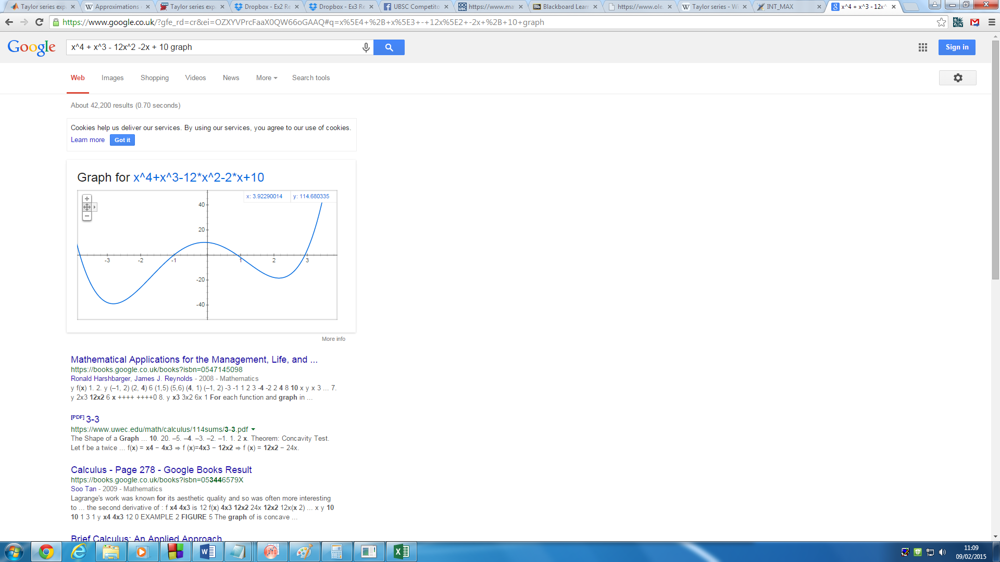 Taylor series exp
Approximations
Taylor series exp
Dropbox - Ex2 Re
Dropbox - Ex3 Re
UBSC Competito
https://www.ma
Blackboard Lear
https://www.ole
Taylor series - Wi
INT_MAX
x^4 + x^3 - 12x^
https://www.google.co.uk/?gfe_rd=cr&ei=OZXYVPrcFaaX0QW66oGAAQ#q=x%5E4+%2B+x%5E3+-+12x%5E2+-2x+%2B+10+graph
Google
x^4 + x^3 - 12x^2 -2x + 10 graph
Sign in
Web Images Shopping Videos News More Search tools
About 42,200 results (0.70 seconds)
Cookies help us deliver our services. By using our services, you agree to our use of cookies.
Learn more Got it
Graph for x^4+x^3-12*x^2-2*x+10
x: 3.92290014 y: 114.680335
40
20
-3 -2 -1 1 2 3
-20
-40
More info
Mathematical Applications for the Management, Life, and ...
https://books.google.co.uk/books?isbn=0547145098
Ronald Harshbarger, James J. Reynolds - 2008 - Mathematics
y f(x) 1. 2. y (–1, 2) (2, 4) 6 (1,5) (5,6) (4, 1) (–1, 2) -3 -1 1 2 3 -4 -2 2 4 8 10 x y x 3 ... 7.
y 2x3 12x2 6 x ++++ ++++0 8. y x3 3x2 6x 1 For each function and graph in ...
[PDF] 3-3
https://www.uwec.edu/math/calculus/114sums/3-3.pdf
The Shape of a Graph ... 10. 20. –5. –4. –3. –2. –1. 1. 2 x. Theorem: Concavity Test.
Let f be a twice ... f(x) = x4 − 4x3 ⇒ f (x)=4x3 − 12x2 ⇒ f (x) = 12x2 − 24x.
Calculus - Page 278 - Google Books Result
https://books.google.co.uk/books?isbn=053446579X
Soo Tan - 2009 - Mathematics
Lagrange's work was known for its aesthetic quality and so was often more interesting
to ... the second derivative of : f x4 4x3 is 12 f(x) 4x3 12x2 24x 12x2 12x(x 2) ... x y 10
10 1 3 1 y x4 4x3 12 0 EXAMPLE 2 FIGURE 5 The graph of is concave ...
Brief Calculus: An Applied Approach
11:09
09/02/2015